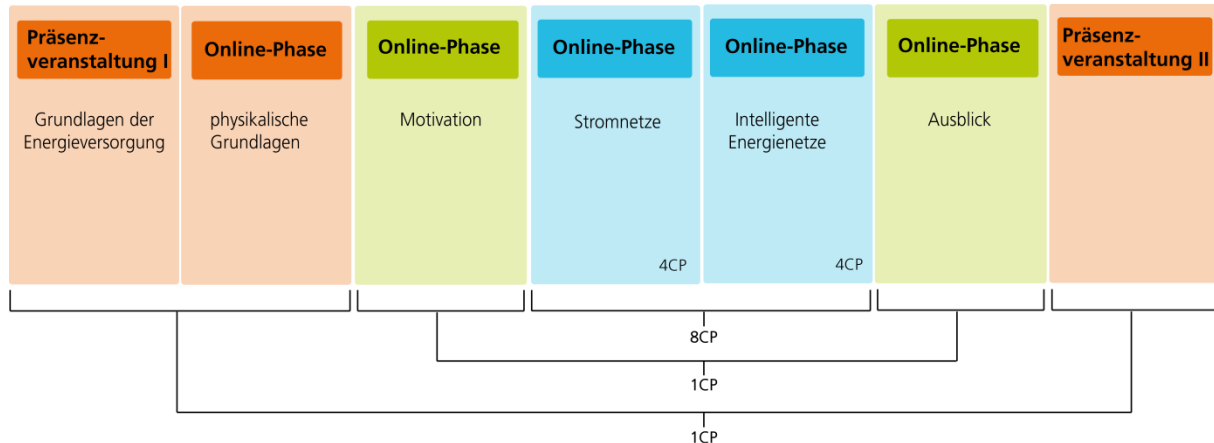 Präsenz-
veranstaltung I
Online-Phase
Online-Phase
Online-Phase
Online-Phase
Online-Phase
Präsenz-
veranstaltung II
Grundlagen der
Energieversorgung
physikalische
Grundlagen
Motivation
Stromnetze
Intelligente
Energienetze
Ausblick
4CP
4CP
8CP
1CP
1CP